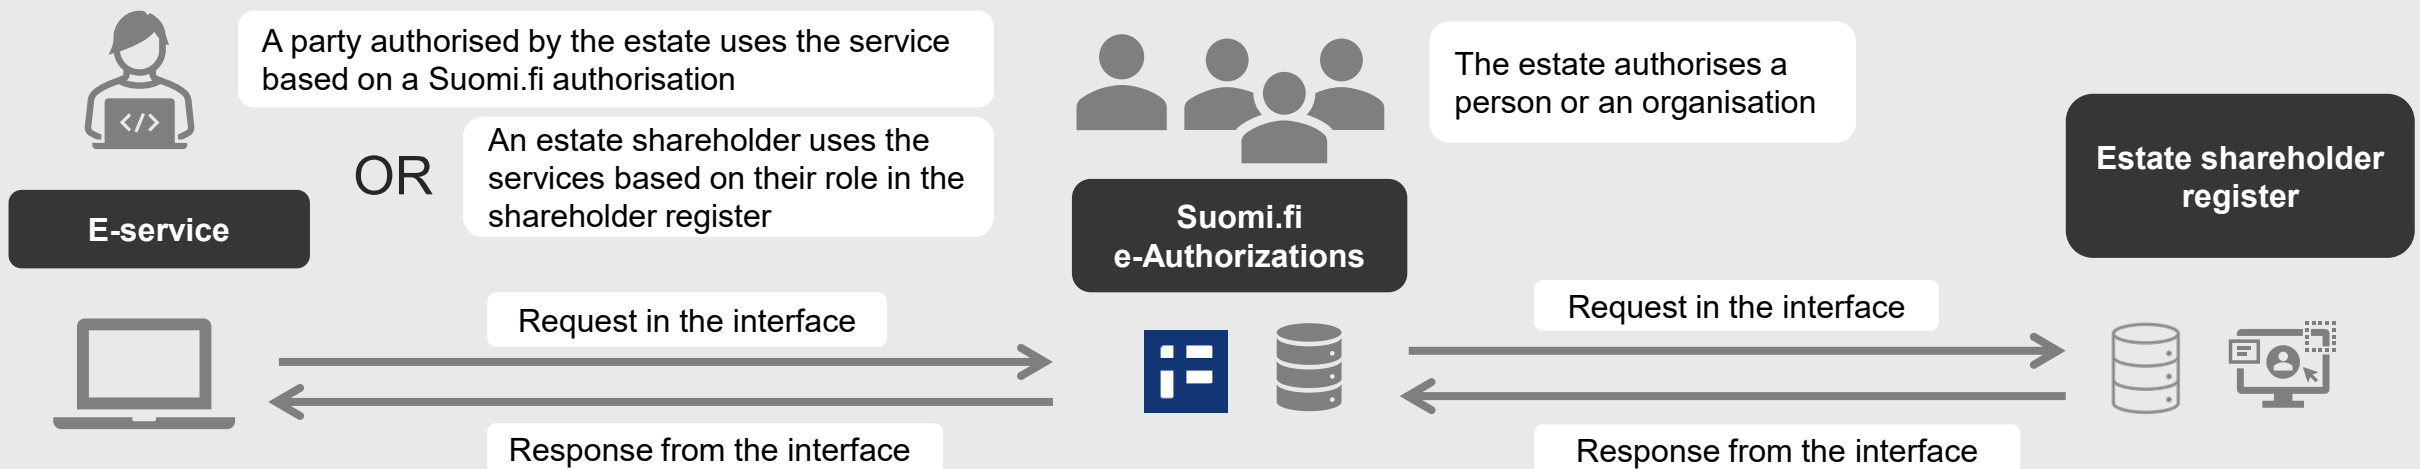 A party authorised by the estate uses the service
based on a Suomi.fi authorisation
OR
An estate shareholder uses the
services based on their role in the
shareholder register
E-service
The estate authorises a
person or an organisation
Suomi.fi
e-Authorizations
Estate shareholder
register
Request in the interface
Response from the interface
Request in the interface
Response from the interface